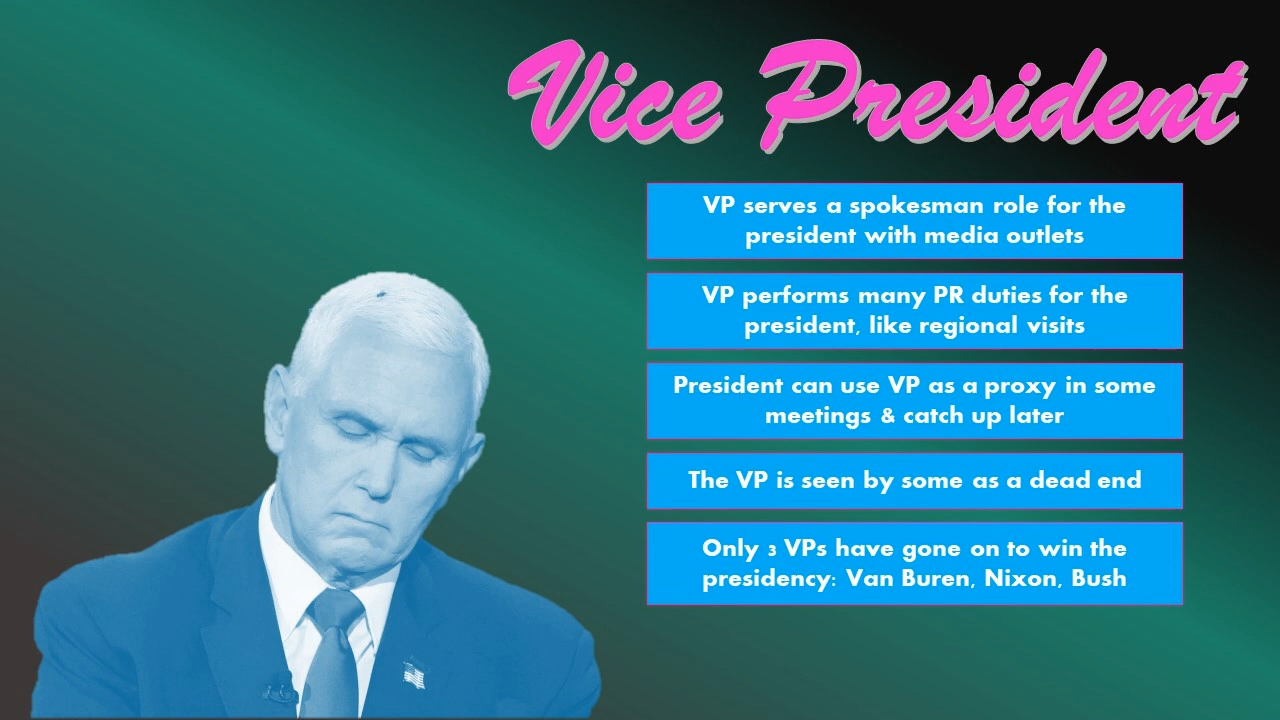 Vice President
VP serves a spokesman role for the
president with media outlets
VP performs many PR duties for the
president, like regional visits
President can use VP as a proxy in some
meetings & catch up later
The VP is seen by some as a dead end
Only 3 VPs have gone on to win the
presidency: Van Buren, Nixon, Bush